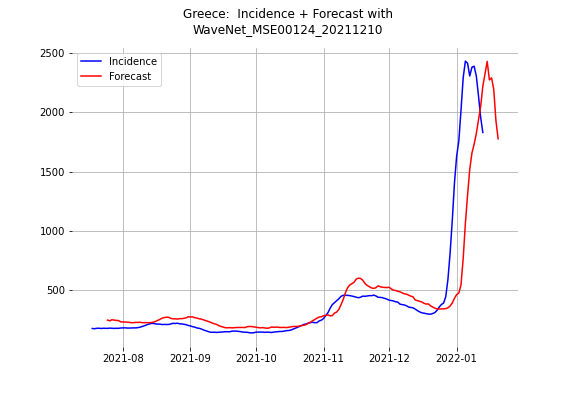 Greece:  Incidence + Forecast with
WaveNet_MSE00124_20211210
2500
2000
1500
1000
500
Incidence
Forecast
2021-08
2021-09
2021-10
2021-11
2021-12
2022-01